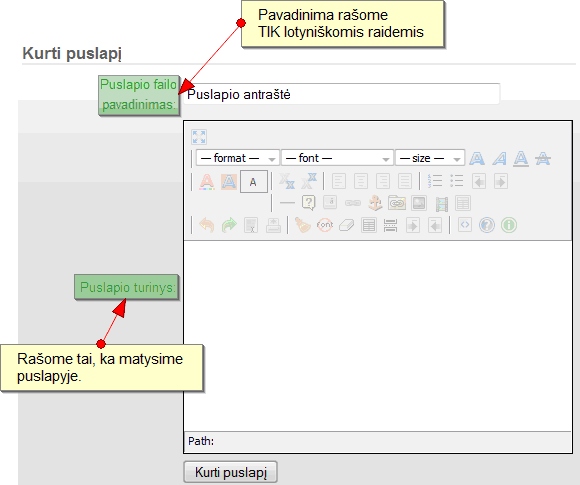 Pavadinima rašome
TIK lotyniškomis raidemis
Kurti puslapį
Puslapio failo
pavadinimas:
Puslapio antraštė
— format —
— font —
— size —
A
A
A
A
A
A
A
font
Puslapio turinys:
Rašome tai, ka matysime
puslapyje.
Path:
Kurti puslapį